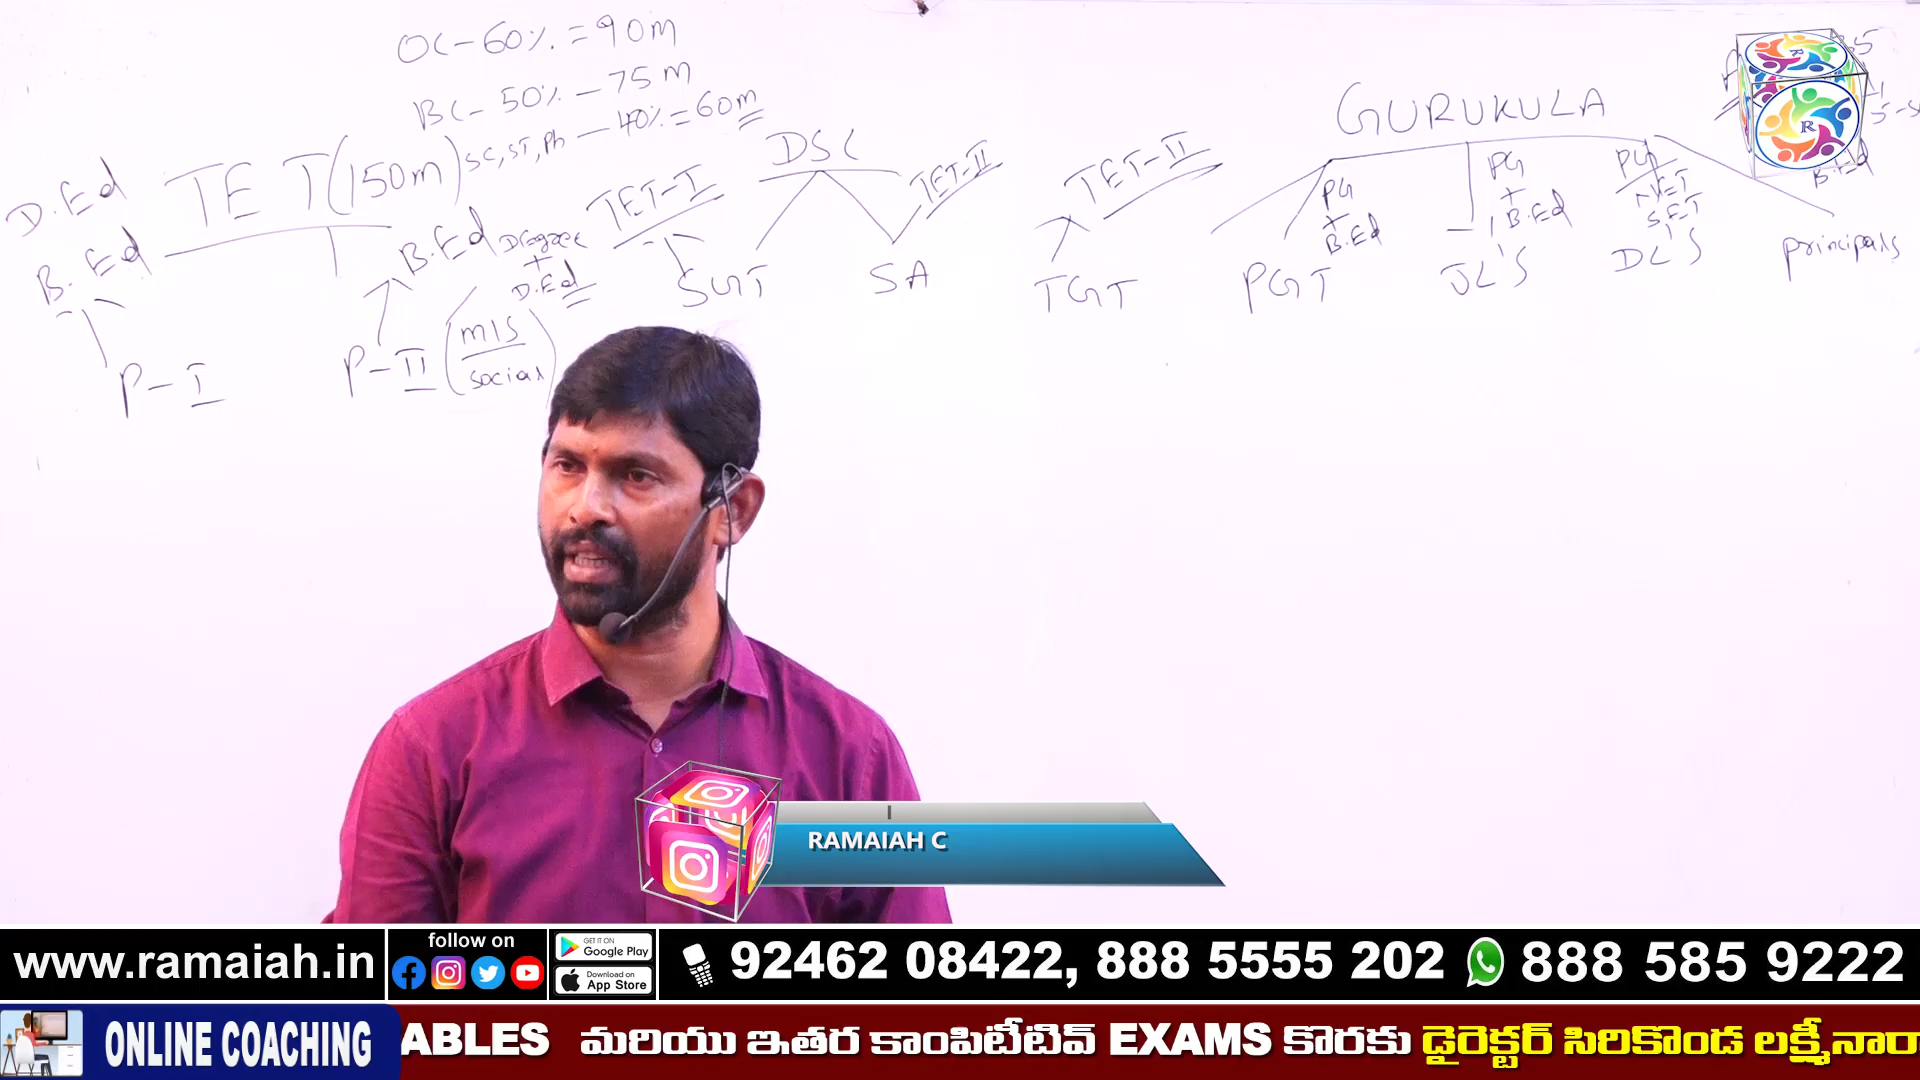 OC - 60% = 90m
BC - 50% - 75m
SC, ST, Ph - 40% = 60m
TET (150m)
D.Ed
B.Ed
P-I
B.Ed
P-II (M/S
social)
Degree
+
D.Ed
TET-I
DSC
TET-II
SGT
SA
TET-II
TGT
GURUKULA
PG
+
B.Ed
PGT
PG
+
B.Ed
JL'S
PG
NET
SET
DL'S
B.Ed
principals
R
R
RAMAIAH C
www.ramaiah.in
follow on
GET IT ON
Google Play
Download on
App Store
92462 08422, 888 5555 202
888 585 9222
ONLINE COACHING
ABLES మరియు ఇతర కాంపిటీటివ్ EXAMS కొరకు డైరెక్టర్ సిరికొండ లక్ష్మీనారా